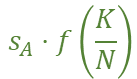 s_A · f(K/N)